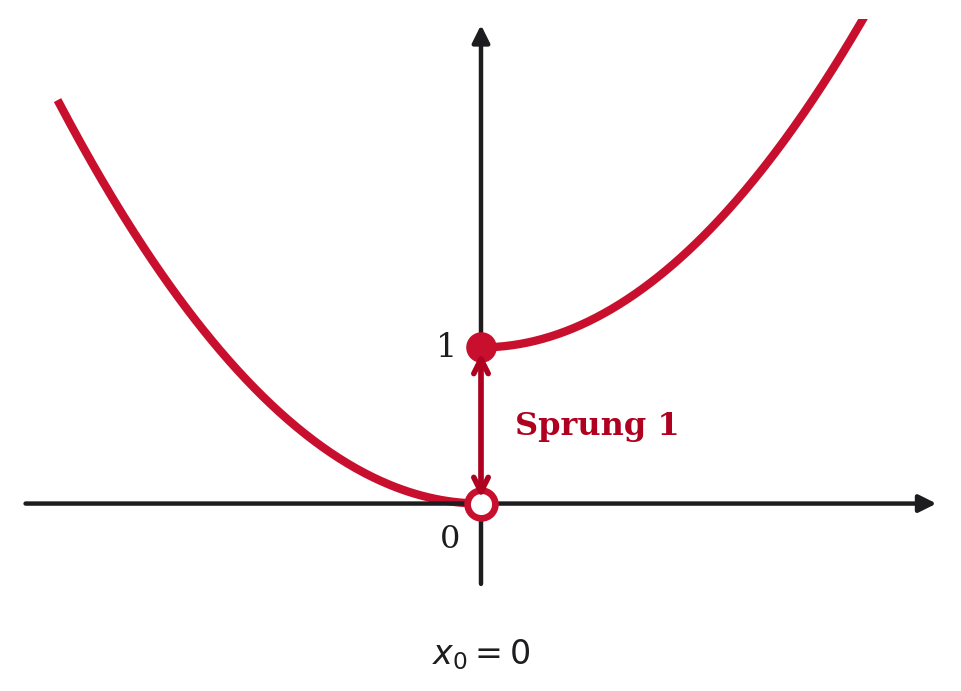 1
Sprung 1
0
x₀ = 0